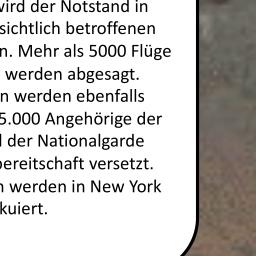 wird der Notstand in
sichtlich betroffenen
n. Mehr als 5000 Flüge
werden abgesagt.
n werden ebenfalls
5.000 Angehörige der
d der Nationalgarde
bereitschaft versetzt.
n werden in New York
kuiert.